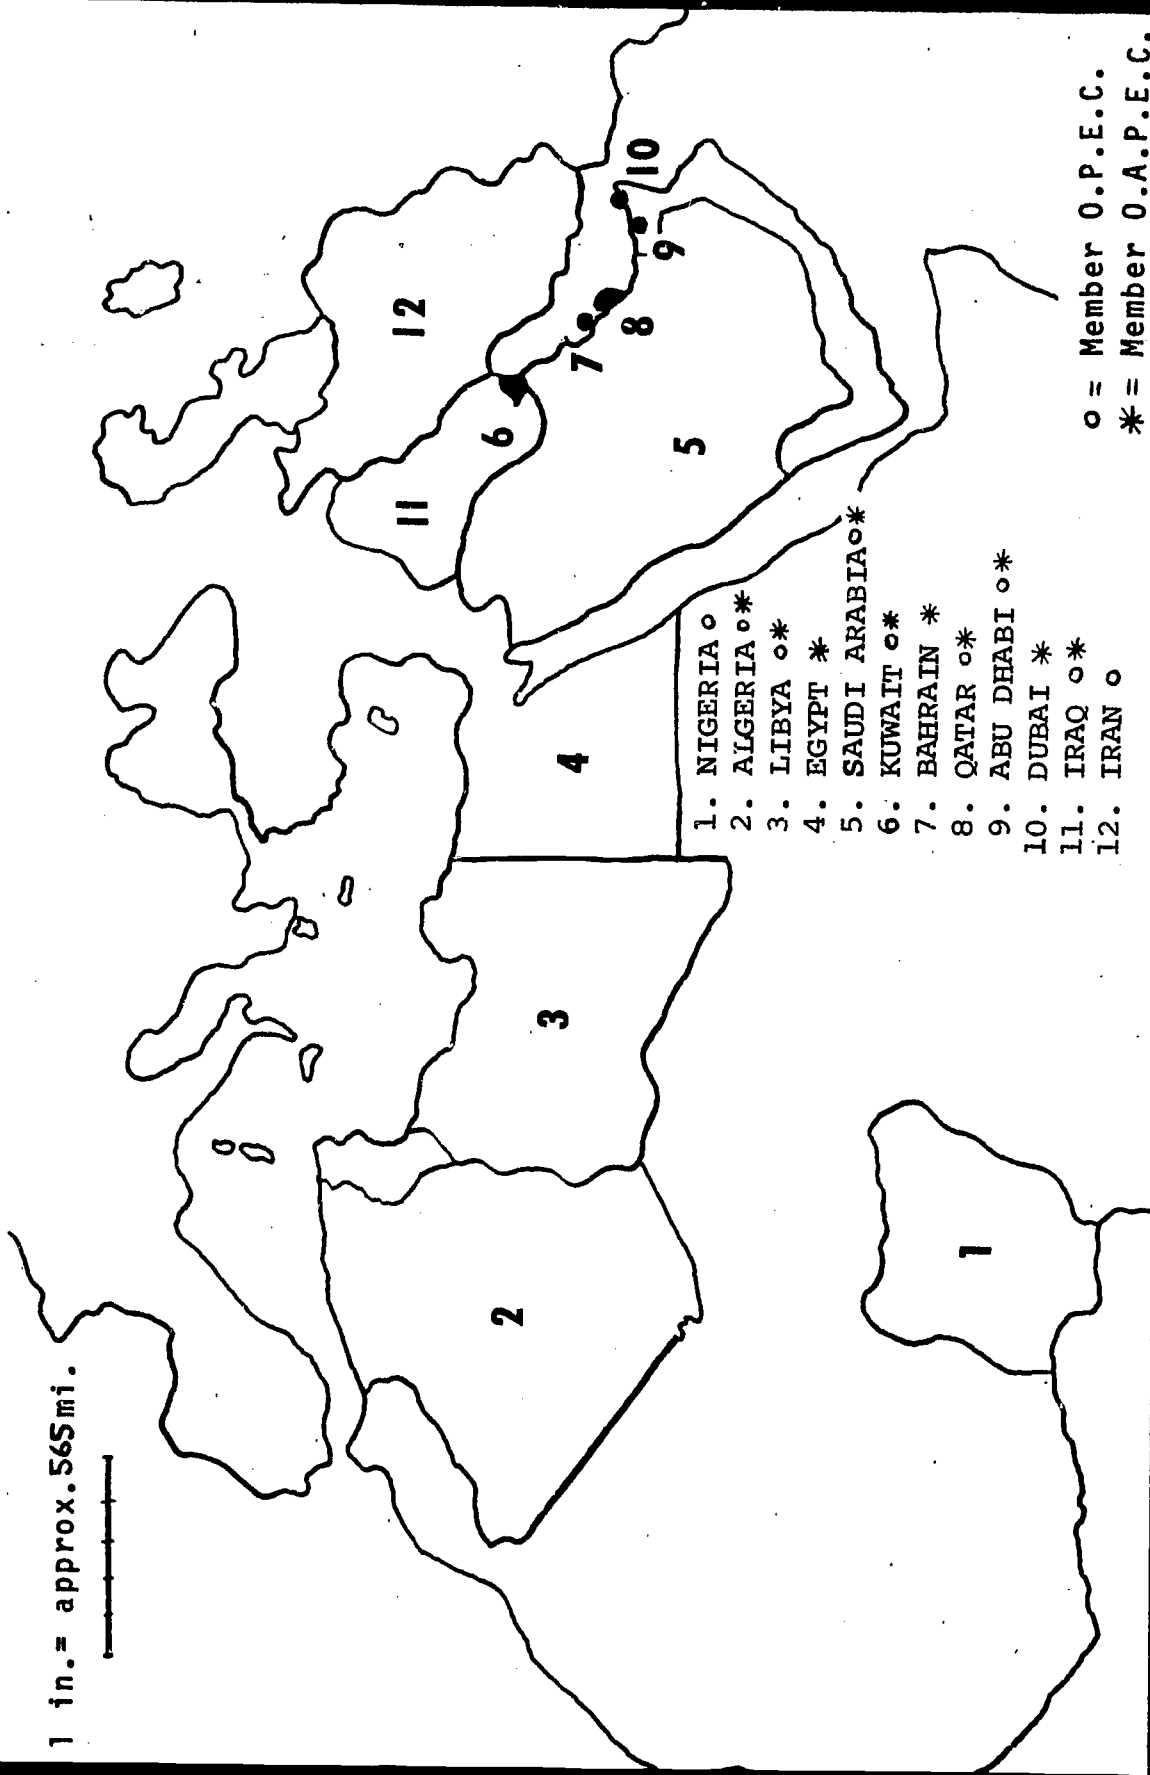 1 in.= approx.565mi.
12
11
10
9
8
7
6
5
4
3
2
1
1. NIGERIA o
2. ALGERIA o*
3. LIBYA o*
4. EGYPT *
5. SAUDI ARABIA o*
6. KUWAIT o*
7. BAHRAIN *
8. QATAR o*
9. ABU DHABI o*
10. DUBAI *
11. IRAQ o*
12. IRAN o
o = Member O.P.E.C.
* = Member O.A.P.E.C.